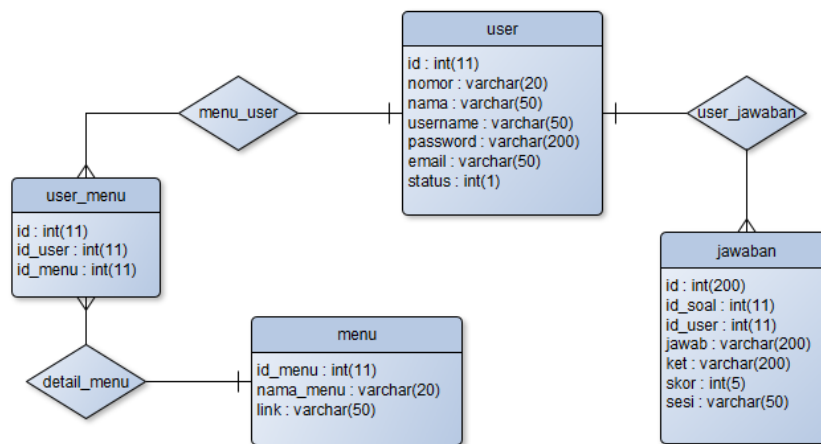 user
id : int(11)
nomor : varchar(20)
nama : varchar(50)
username : varchar(50)
password : varchar(200)
email : varchar(50)
status : int(1)
menu_user
user_jawaban
user_menu
id : int(11)
id_user : int(11)
id_menu : int(11)
jawaban
id : int(200)
id_soal : int(11)
id_user : int(11)
jawab : varchar(200)
ket : varchar(200)
skor : int(5)
sesi : varchar(50)
detail_menu
menu
id_menu : int(11)
nama_menu : varchar(20)
link : varchar(50)